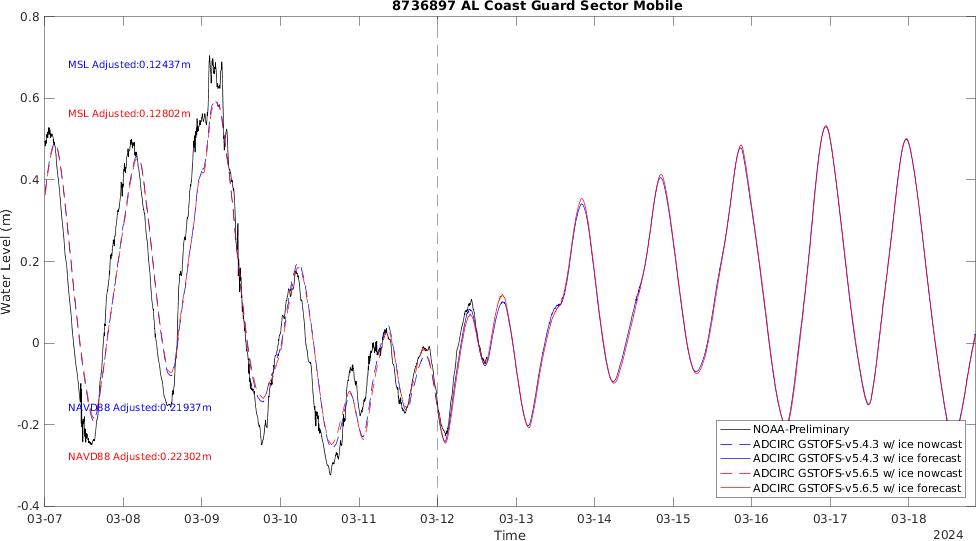 8736897 AL Coast Guard Sector Mobile
0.8
0.6
0.4
0.2
0
-0.2
-0.4
Water Level (m)
MSL Adjusted:0.12437m
MSL Adjusted:0.12802m
NAVD88 Adjusted:0.21937m
NAVD88 Adjusted:0.22302m
NOAA-Preliminary
ADCIRC GSTOFS-v5.4.3 w/ ice nowcast
ADCIRC GSTOFS-v5.4.3 w/ ice forecast
ADCIRC GSTOFS-v5.6.5 w/ ice nowcast
ADCIRC GSTOFS-v5.6.5 w/ ice forecast
03-07 03-08 03-09 03-10 03-11 03-12 03-13 03-14 03-15 03-16 03-17 03-18
Time
2024